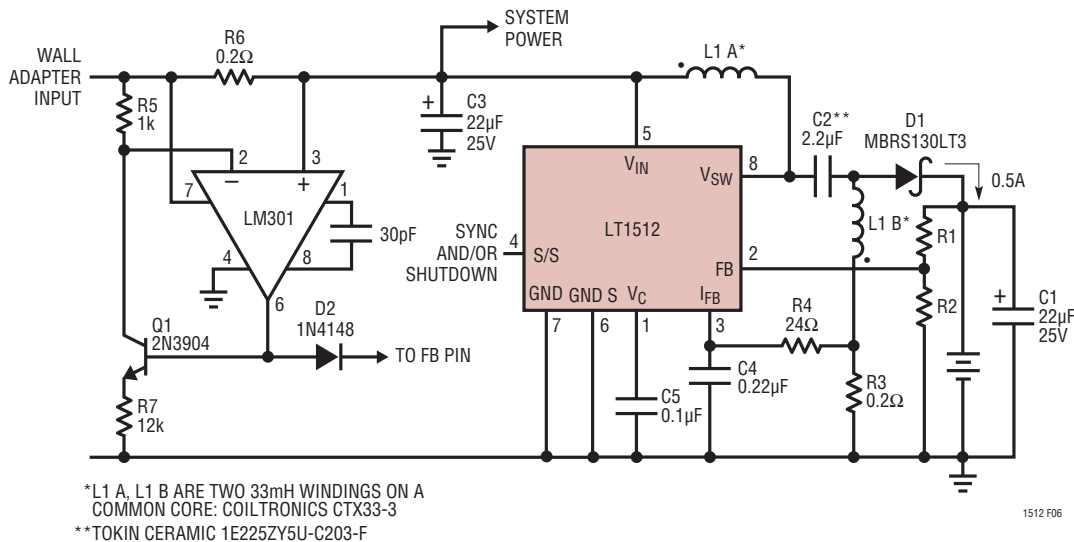 SYSTEM
POWER
WALL
ADAPTER
INPUT
R6
0.2Ω
L1 A*
R5
1k
+
C3
22µF
25V
C2**
2.2µF
D1
MBRS130LT3
0.5A
2
3
7
–
+
1
LM301
4
8
30pF
6
5
VIN
VSW
8
LT1512
SYNC
AND/OR
SHUTDOWN
4
S/S
FB
2
GND
GND S
VC
IFB
7
6
1
3
L1 B*
R1
R2
+
C1
22µF
25V
Q1
2N3904
D2
1N4148
TO FB PIN
R4
24Ω
C4
0.22µF
R3
0.2Ω
C5
0.1µF
R7
12k
*L1 A, L1 B ARE TWO 33mH WINDINGS ON A
COMMON CORE: COILTRONICS CTX33-3
**TOKIN CERAMIC 1E225ZY5U-C203-F
1512 F06